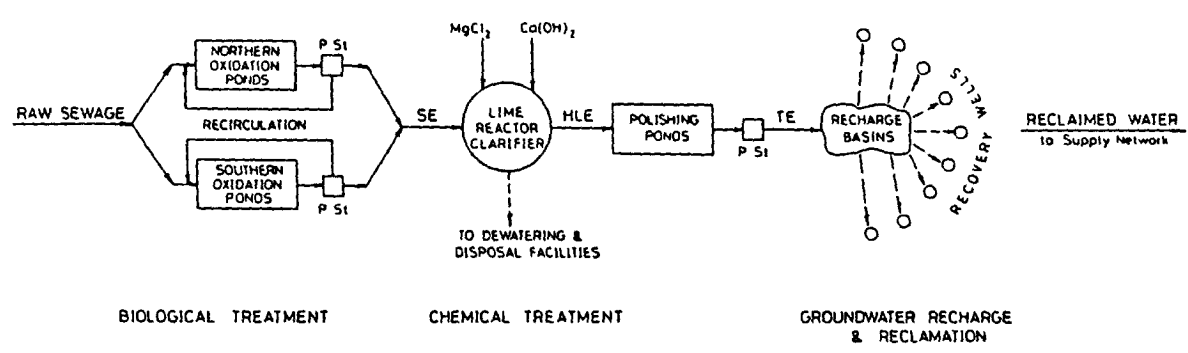 RAW SEWAGE
NORTHERN
OXIDATION
PONDS
P St
RECIRCULATION
SOUTHERN
OXIDATION
PONDS
P St
SE
MgCl2
Ca(OH)2
LIME
REACTOR
CLARIFIER
TO DEWATERING &
DISPOSAL FACILITIES
HLE
POLISHING
PONDS
P St
TE
RECHARGE
BASINS
RECOVERY WELLS
RECLAIMED WATER
to Supply Network
BIOLOGICAL TREATMENT
CHEMICAL TREATMENT
GROUNDWATER RECHARGE
& RECLAMATION